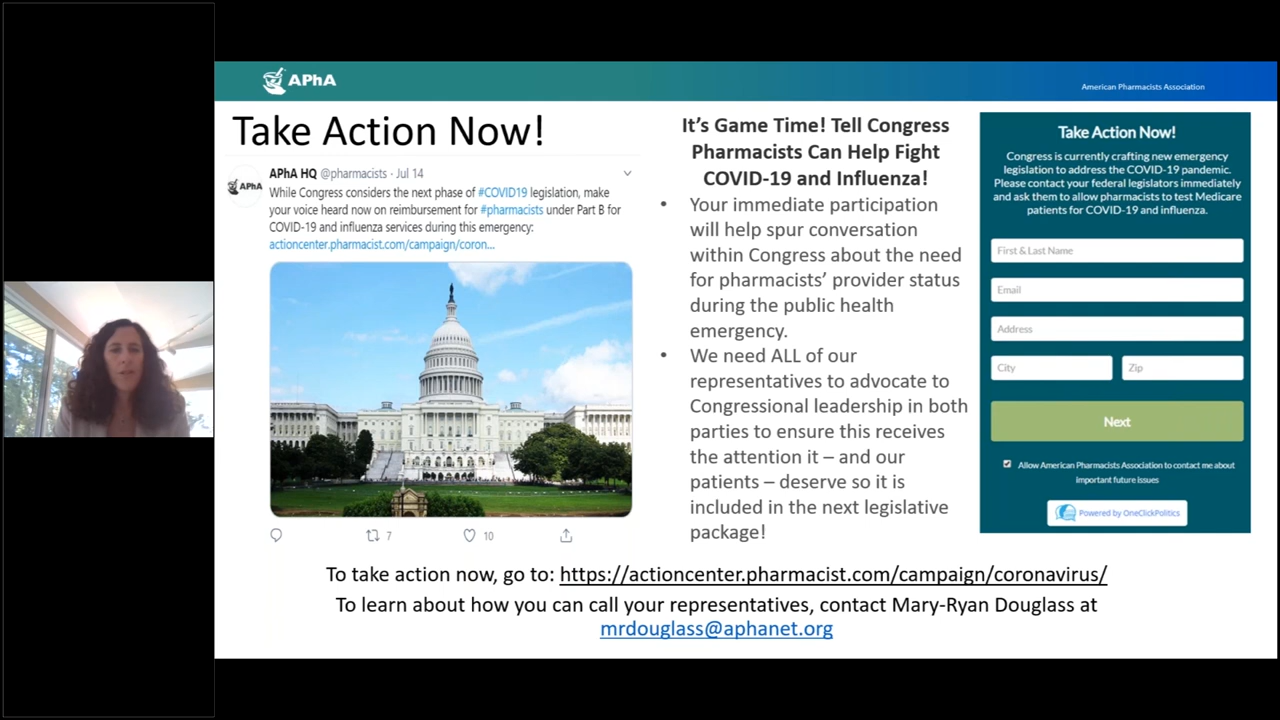 APhA
American Pharmacists Association
Take Action Now!
APhA HQ @pharmacists · Jul 14
APhA
While Congress considers the next phase of #COVID19 legislation, make
your voice heard now on reimbursement for #pharmacists under Part B for
COVID-19 and influenza services during this emergency:
actioncenter.pharmacist.com/campaign/coron...
7
10
It's Game Time! Tell Congress
Pharmacists Can Help Fight
COVID-19 and Influenza!
• Your immediate participation
will help spur conversation
within Congress about the need
for pharmacists' provider status
during the public health
emergency.
• We need ALL of our
representatives to advocate to
Congressional leadership in both
parties to ensure this receives
the attention it – and our
patients – deserve so it is
included in the next legislative
package!
Take Action Now!
Congress is currently crafting new emergency
legislation to address the COVID-19 pandemic.
Please contact your federal legislators immediately
and ask them to allow pharmacists to test Medicare
patients for COVID-19 and influenza.
First & Last Name
Email
Address
City
Zip
Next
Allow American Pharmacists Association to contact me about
important future issues
Powered by OneClickPolitics
To take action now, go to: https://actioncenter.pharmacist.com/campaign/coronavirus/
To learn about how you can call your representatives, contact Mary-Ryan Douglass at
mrdouglass@aphanet.org